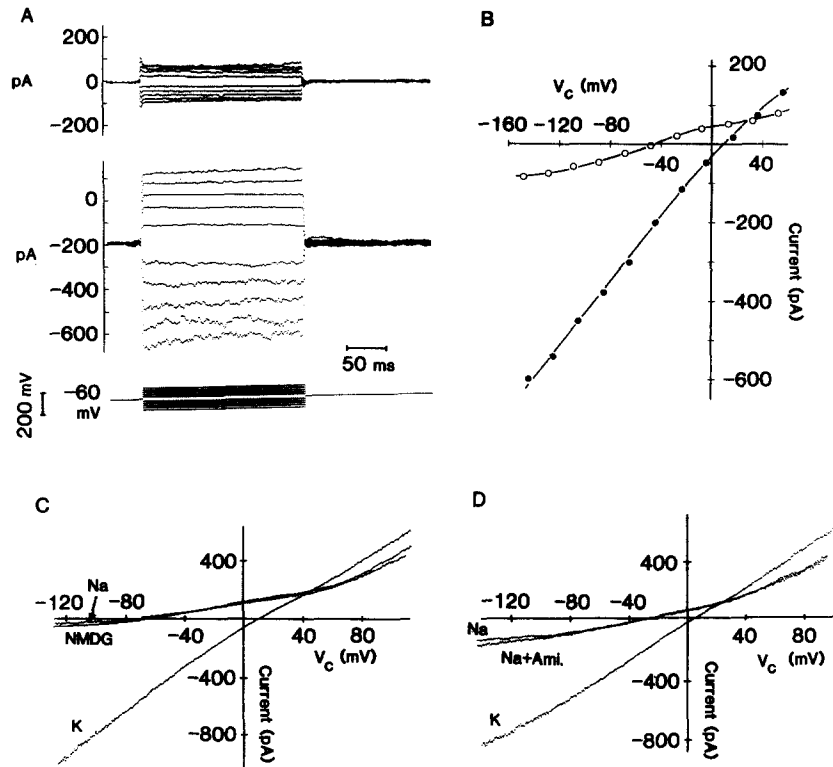 A
200
pA 0
-200
0
pA -200
-400
-600
50 ms
200 mV
-60
mV
B
200
Vc (mV)
-160 -120 -80 -40
40
-200
-400
-600
Current (pA)
C
400
Na
-120 -80
NMDG
-40 40 80
Vc (mV)
-400
K
-800
Current (pA)
D
400
-120 -80 -40
Na
40 80
Na+Ami.
Vc (mV)
-400
K
-800
Current (pA)